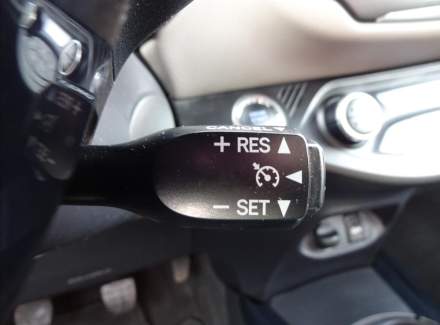 CANCEL ▼
+ RES ▲
◀
− SET ▼